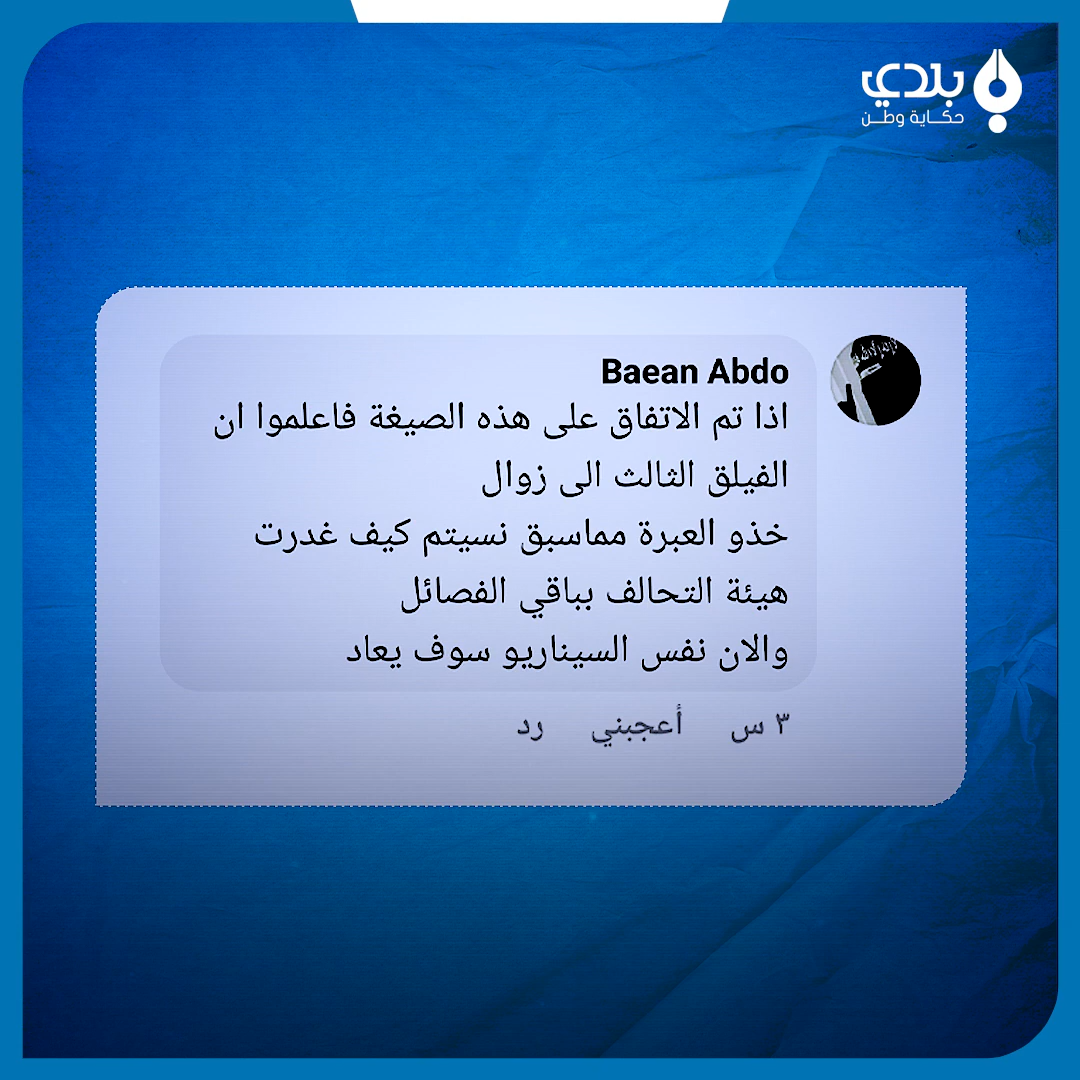 بلدي
حكاية وطن
Baean Abdo
اذا تم الاتفاق على هذه الصيغة فاعلموا ان
الفيلق الثالث الى زوال
خذو العبرة مماسبق نسيتم كيف غدرت
هيئة التحالف بباقي الفصائل
والان نفس السيناريو سوف يعاد
٣ س أعجبني رد